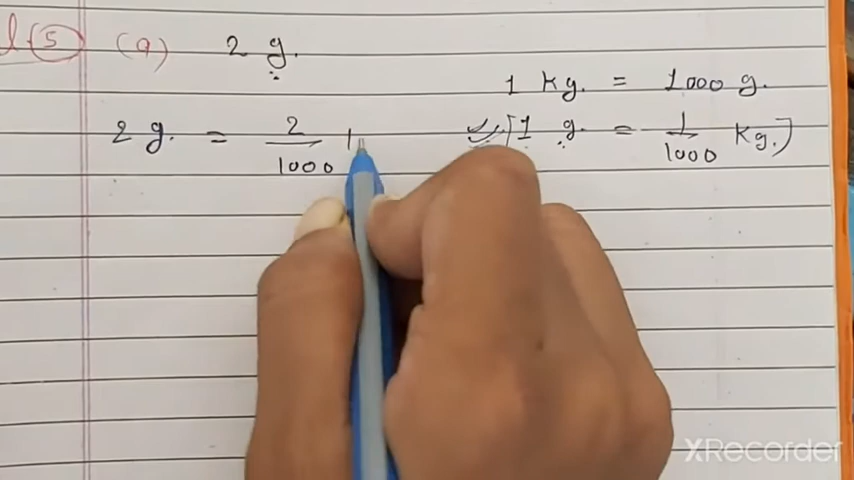 (5) (a) 2 g.
1 Kg. = 1000 g.
2 g. = 2/1000
[1 g. = 1/1000 Kg.]
XRecorder